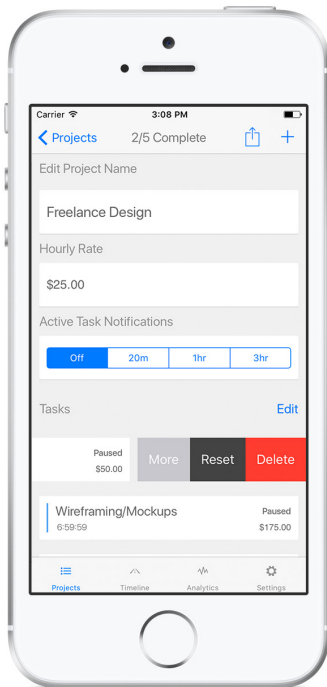 Carrier 3:08 PM
Projects 2/5 Complete +
Edit Project Name
Freelance Design
Hourly Rate
$25.00
Active Task Notifications
Off 20m 1hr 3hr
Tasks Edit
Paused
$50.00
More Reset Delete
Wireframing/Mockups Paused
6:59:59 $175.00
Projects Timeline Analytics Settings